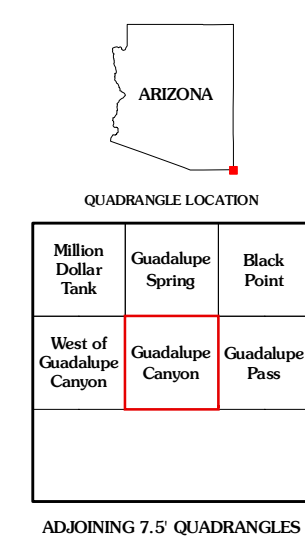 ARIZONA
QUADRANGLE LOCATION
Million
Dollar
Tank
Guadalupe
Spring
Black
Point
West of
Guadalupe
Canyon
Guadalupe
Canyon
Guadalupe
Pass
ADJOINING 7.5' QUADRANGLES